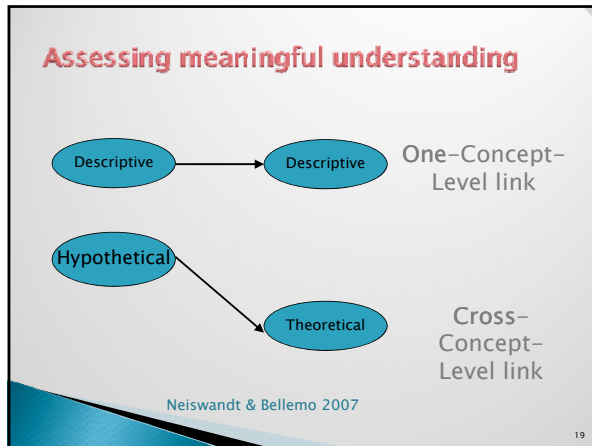 Assessing meaningful understanding
Descriptive
Descriptive
One-Concept-
Level link
Hypothetical
Theoretical
Cross-
Concept-
Level link
Neiswandt & Bellemo 2007
19